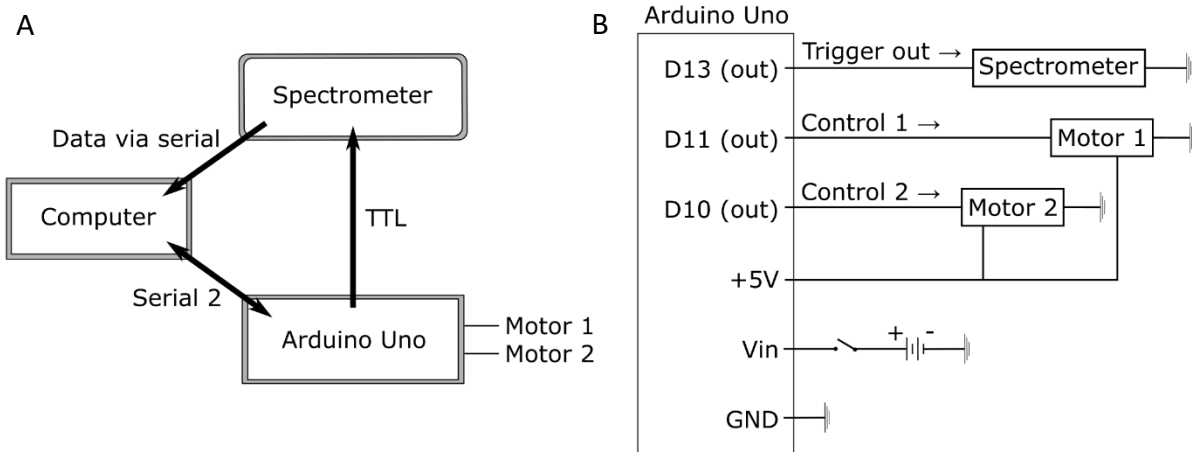 A
Spectrometer
Data via serial
Computer
TTL
Serial 2
Arduino Uno
Motor 1
Motor 2
B
Arduino Uno
D13 (out)
Trigger out →
Spectrometer
D11 (out)
Control 1 →
Motor 1
D10 (out)
Control 2 →
Motor 2
+5V
Vin
+ -
GND